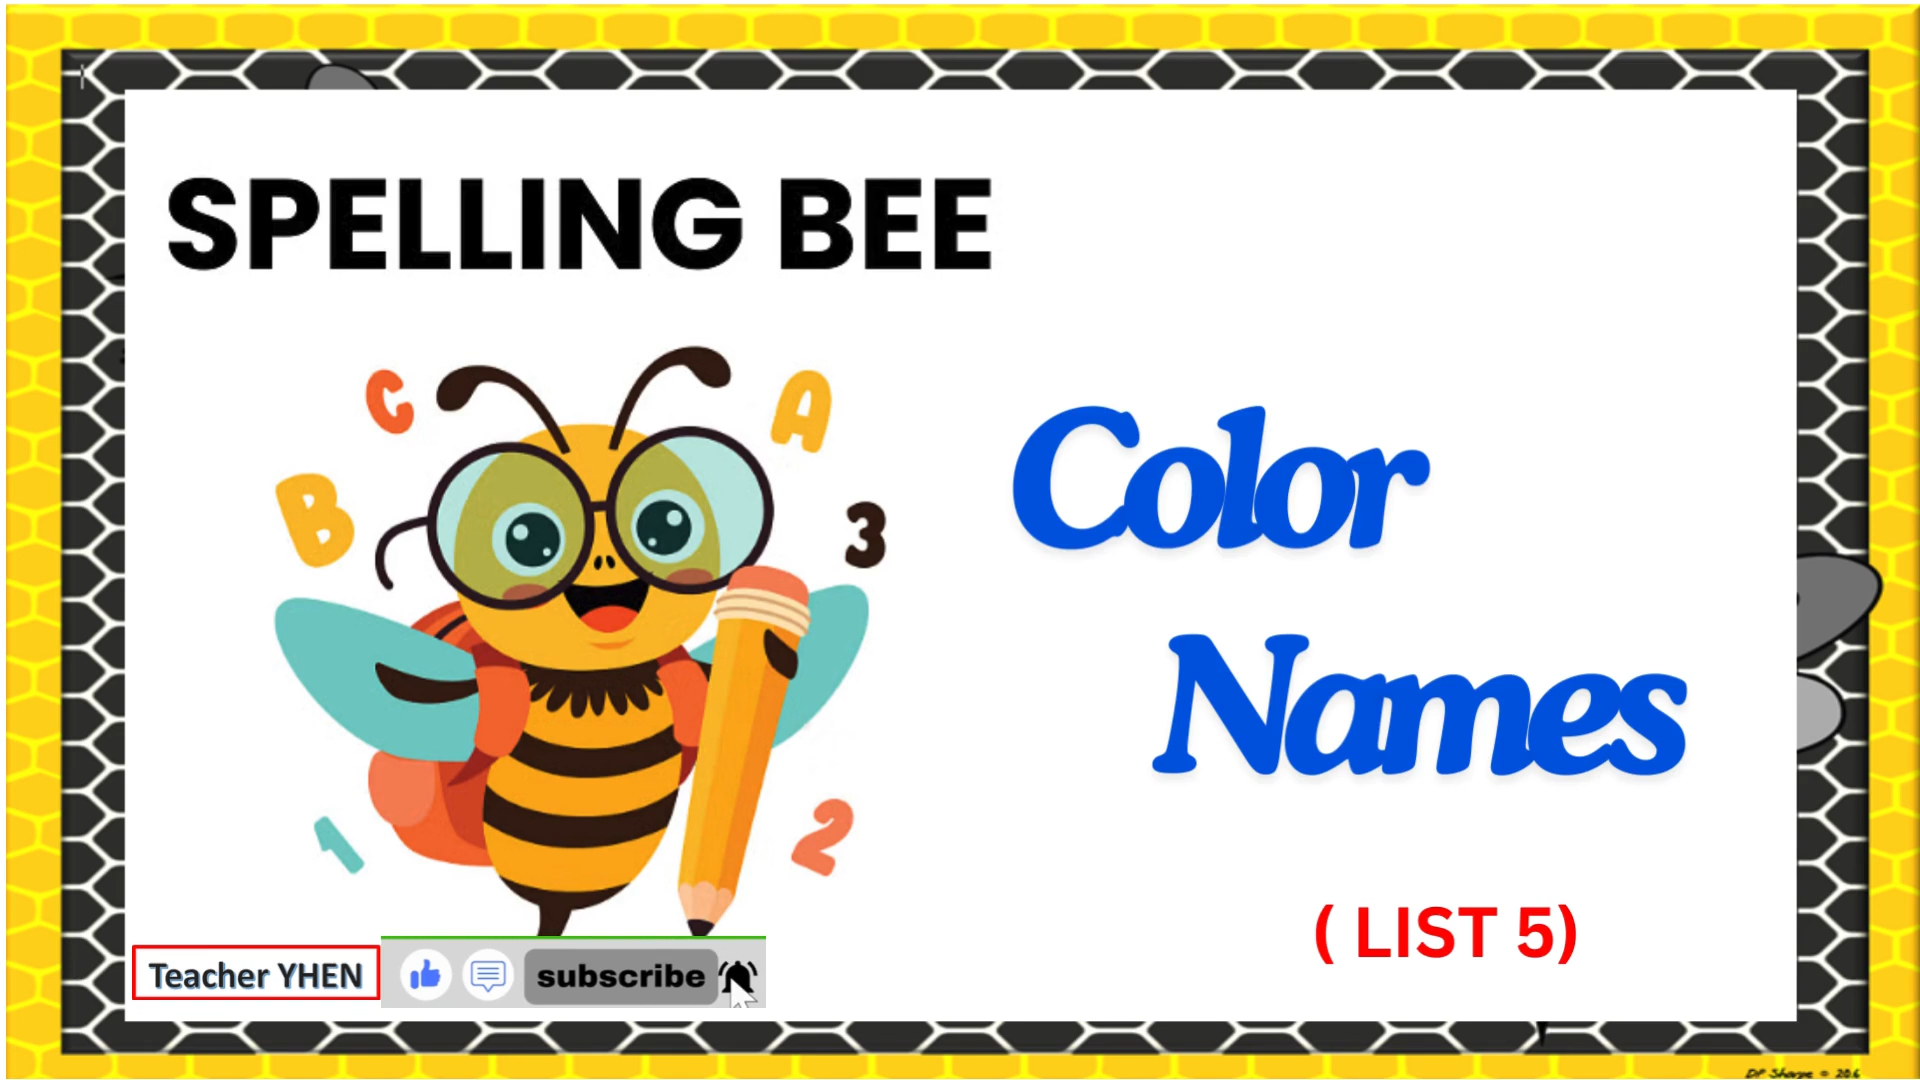 SPELLING BEE
C
A
B
3
Color
Names
1
2
( LIST 5)
Teacher YHEN
subscribe